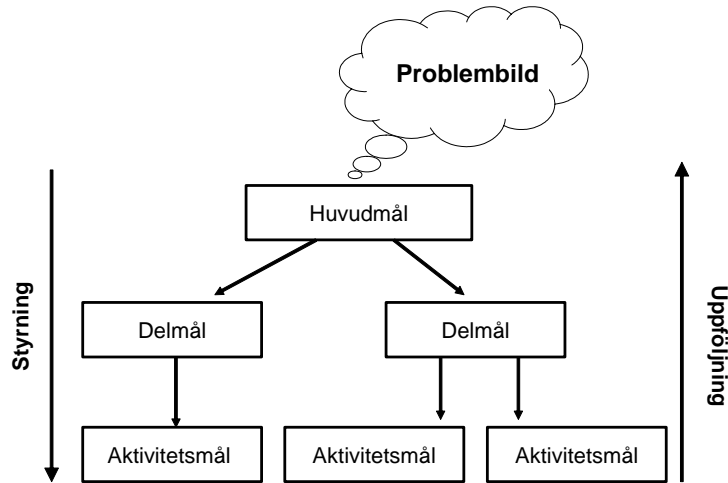 Problembild
Huvudmål
Styrning
Uppföljning
Delmål
Delmål
Aktivitetsmål
Aktivitetsmål
Aktivitetsmål